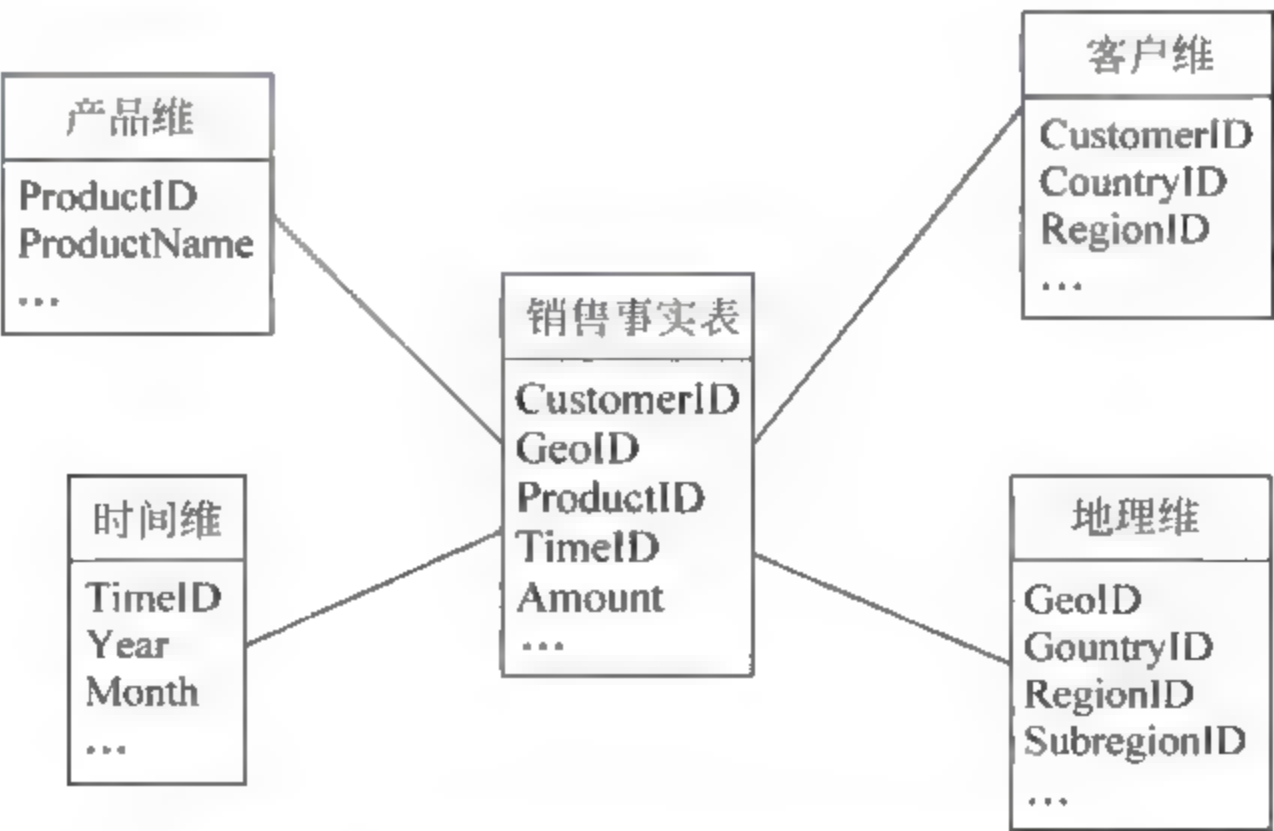 产品维
ProductID
ProductName
...
客户维
CustomerID
CountryID
RegionID
...
销售事实表
CustomerID
GeoID
ProductID
TimeID
Amount
...
时间维
TimeID
Year
Month
...
地理维
GeoID
GountryID
RegionID
SubregionID
...